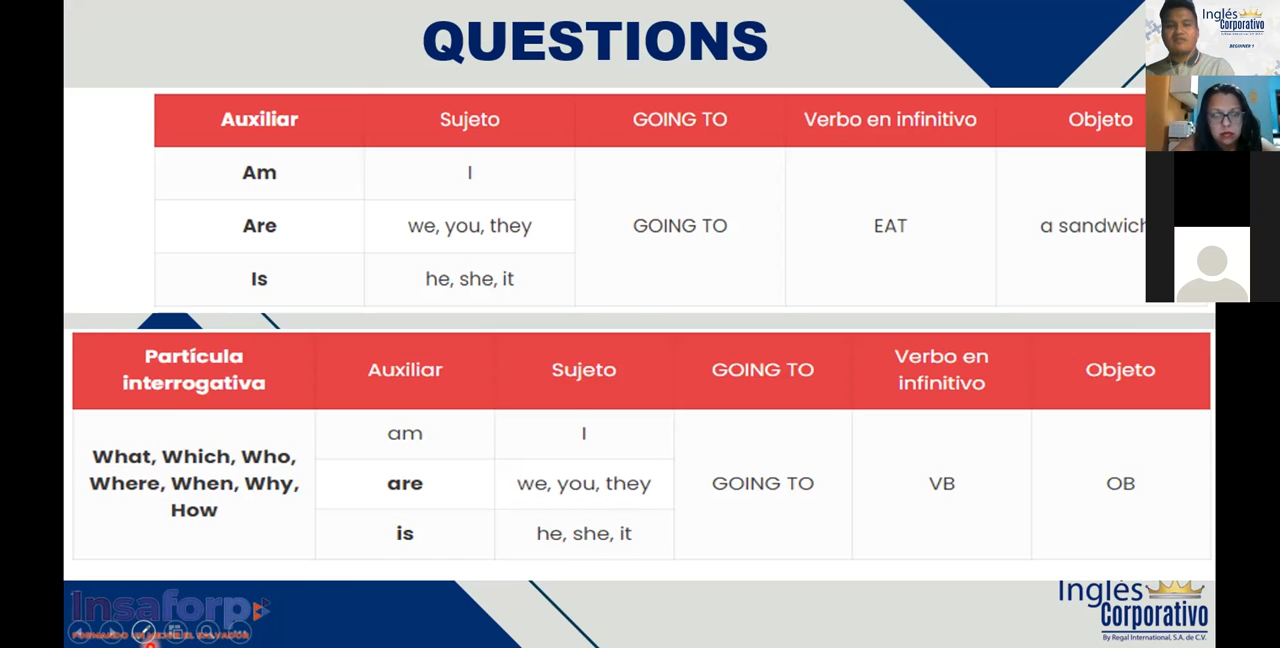 QUESTIONS
Auxiliar Sujeto GOING TO Verbo en infinitivo Objeto
Am I
Are we, you, they GOING TO EAT a sandwich
Is he, she, it
Partícula interrogativa Auxiliar Sujeto GOING TO Verbo en infinitivo Objeto
am I
What, Which, Who,
Where, When, Why,
How
are we, you, they GOING TO VB OB
is he, she, it
Insaforp
Inglés
Corporativo
By Regal International, S.A. de C.V.
Inglés
Corporativo
BEGINNER 1